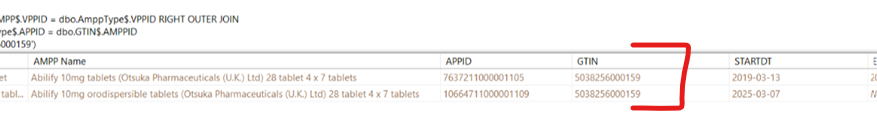 MPP$.VPPID = dbo.AmppType$.VPPID RIGHT OUTER JOIN
pe$.APPID = dbo.GTIN$.AMPPID
000159')
AMPP Name APPID GTIN STARTDT E
et Abilify 10mg tablets (Otsuka Pharmaceuticals (U.K.) Ltd) 28 tablet 4 x 7 tablets 7637211000001105 5038256000159 2019-03-13 20
tabl... Abilify 10mg orodispersible tablets (Otsuka Pharmaceuticals (U.K.) Ltd) 28 tablet 4 x 7 tablets 10664711000001109 5038256000159 2025-03-07 N